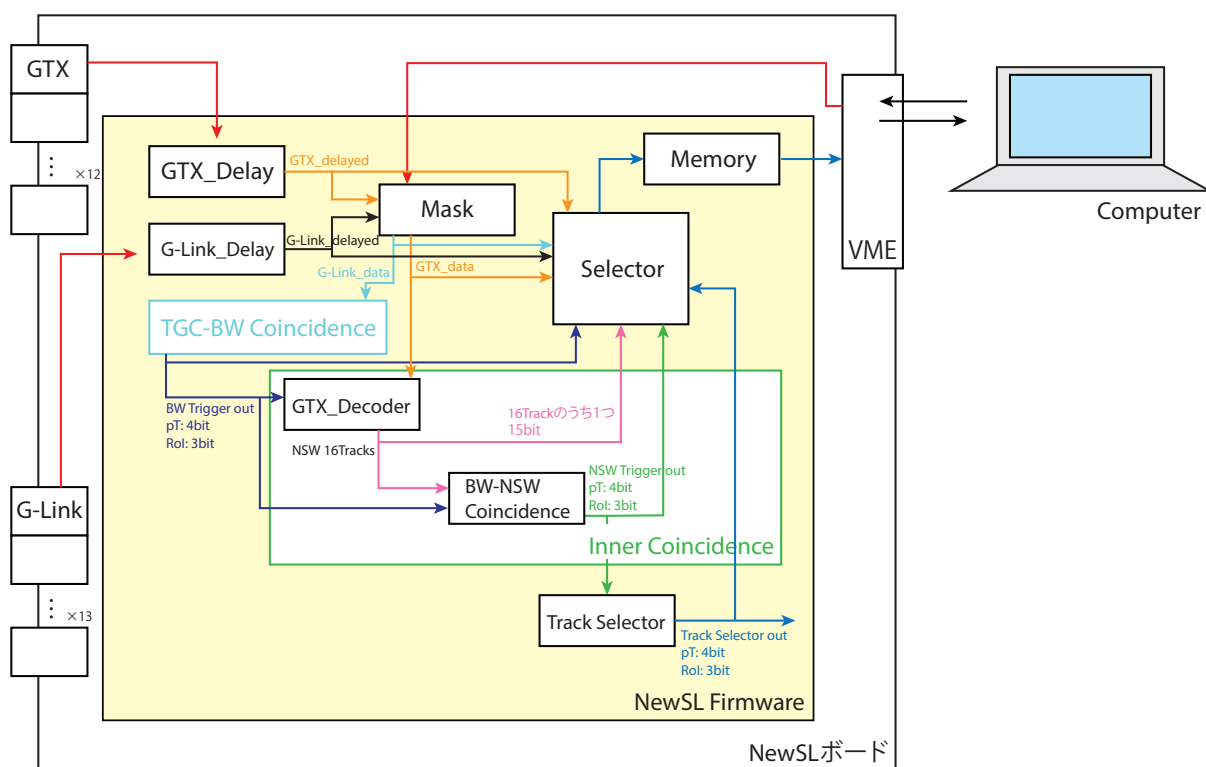 GTX
⋮ ×12
GTX_Delay
GTX_delayed
Mask
Memory
VME
Computer
G-Link_Delay
G-Link_delayed
G-Link_data
GTX_data
Selector
TGC-BW Coincidence
BW Trigger out
pT: 4bit
RoI: 3bit
GTX_Decoder
NSW 16Tracks
16Trackのうち1つ
15bit
BW-NSW
Coincidence
NSW Trigger out
pT: 4bit
RoI: 3bit
Inner Coincidence
G-Link
⋮ ×13
Track Selector
Track Selector out
pT: 4bit
RoI: 3bit
NewSL Firmware
NewSLボード